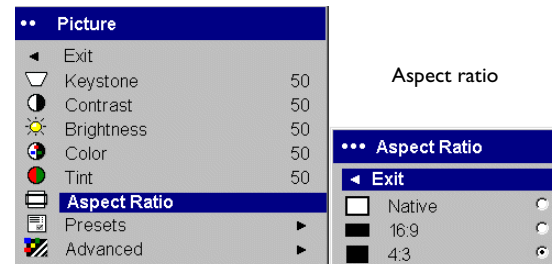 Picture
Exit
Keystone 50
Contrast 50
Brightness 50
Color 50
Tint 50
Aspect Ratio
Presets
Advanced
Aspect ratio
Aspect Ratio
Exit
Native
16:9
4:3